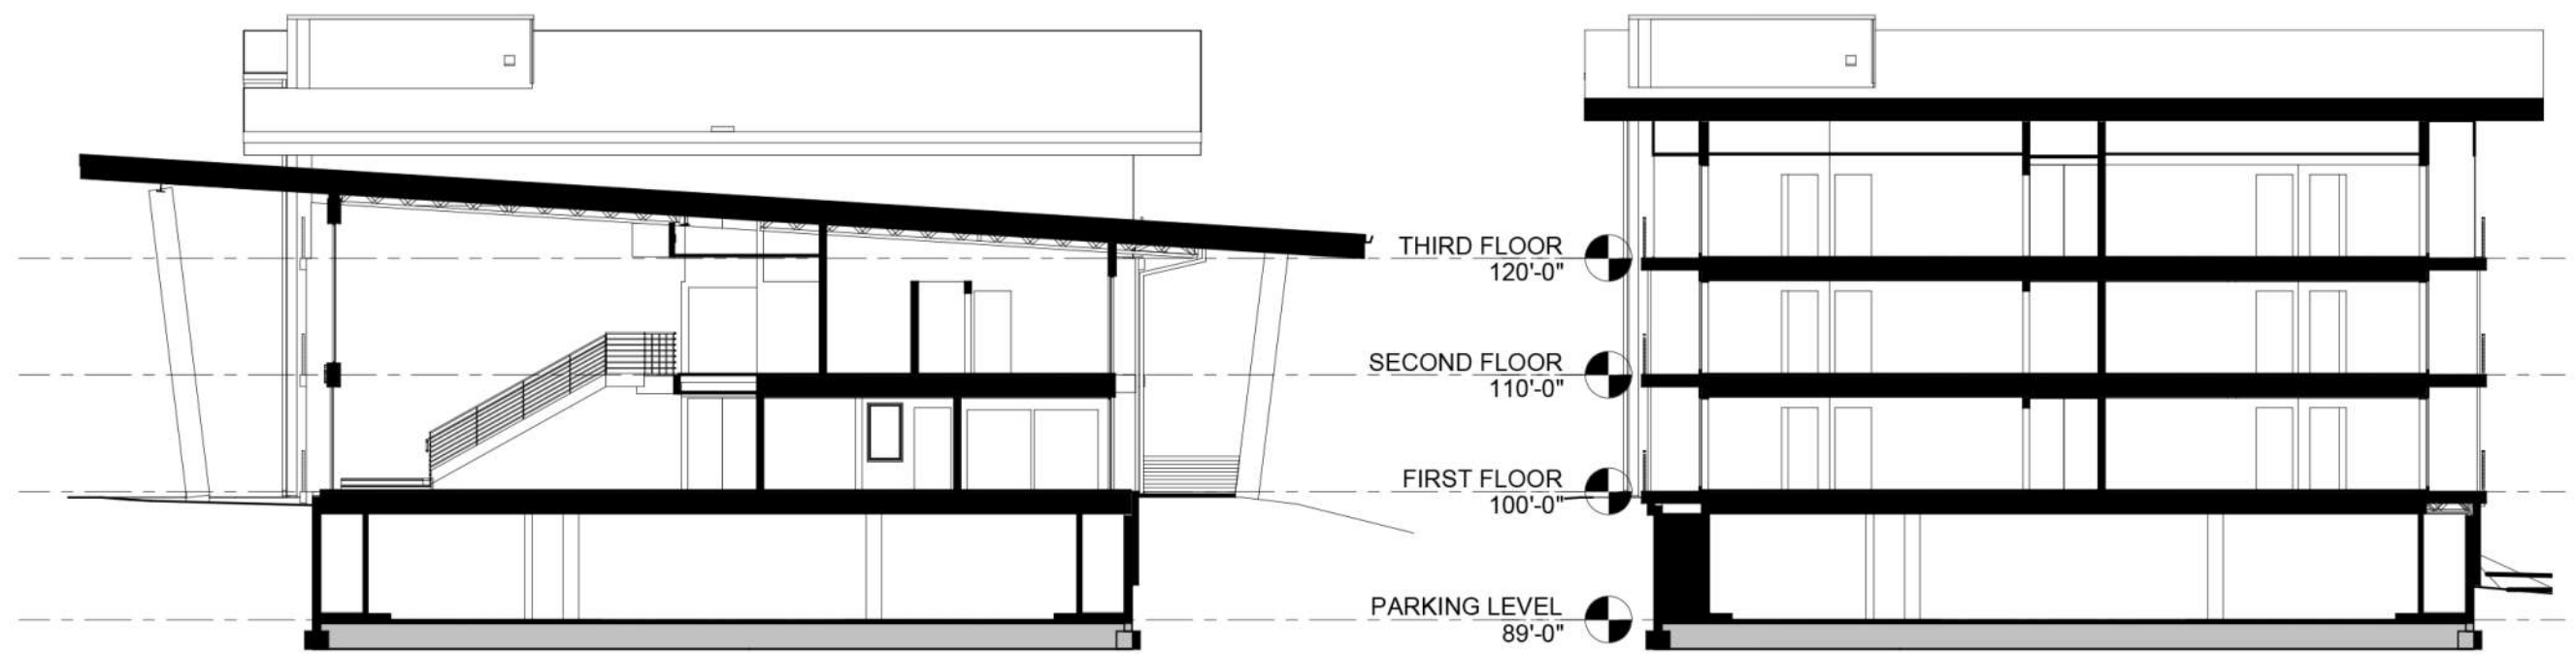 THIRD FLOOR
120'-0"
SECOND FLOOR
110'-0"
FIRST FLOOR
100'-0"
PARKING LEVEL
89'-0"